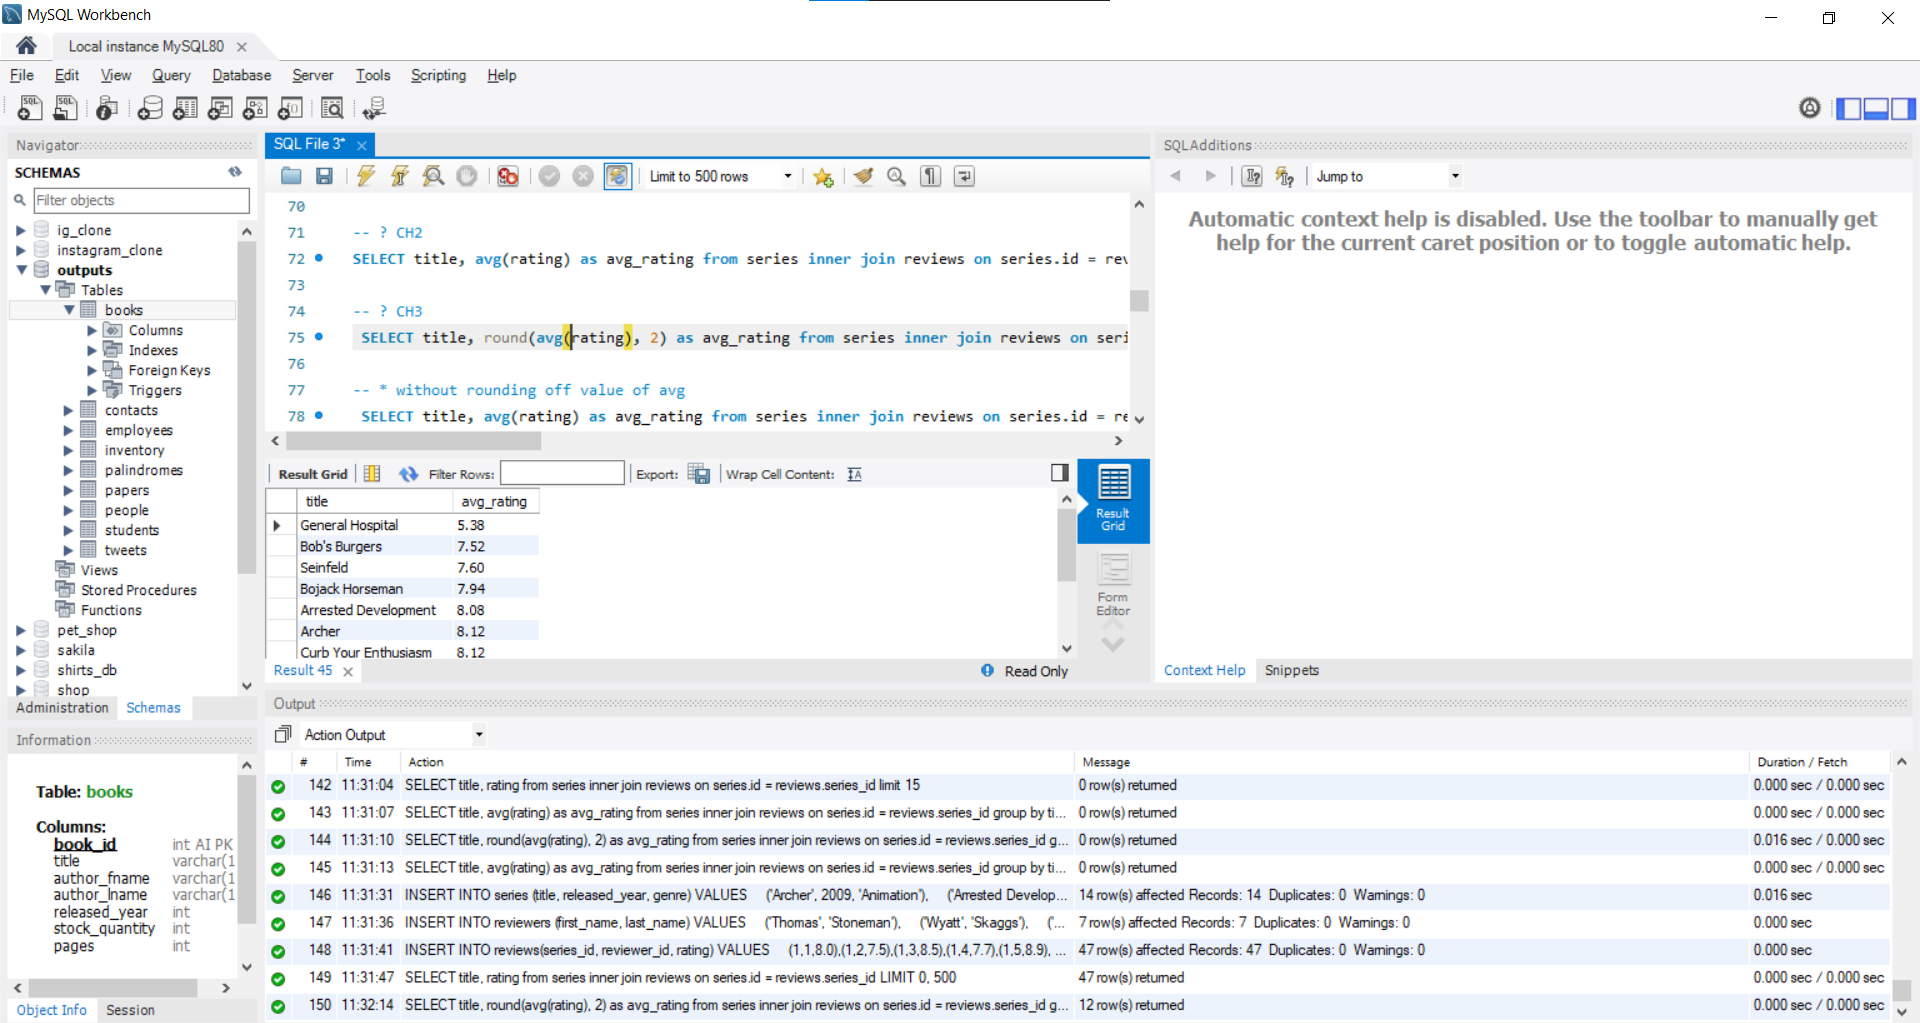 MySQL Workbench
Local instance MySQL80
File Edit View Query Database Server Tools Scripting Help
Navigator
SCHEMAS
Filter objects
ig_clone
instagram_clone
outputs
Tables
books
Columns
Indexes
Foreign Keys
Triggers
contacts
employees
inventory
palindromes
papers
people
students
tweets
Views
Stored Procedures
Functions
pet_shop
sakila
shirts_db
shop
Administration Schemas
Information
Table: books
Columns:
book_id int AI PK
title varchar(1
author_fname varchar(1
author_lname varchar(1
released_year int
stock_quantity int
pages int
Object Info Session
SQL File 3*
Limit to 500 rows
70
71 -- ? CH2
72 SELECT title, avg(rating) as avg_rating from series inner join reviews on series.id = rev
73
74 -- ? CH3
75 SELECT title, round(avg(rating), 2) as avg_rating from series inner join reviews on seri
76
77 -- * without rounding off value of avg
78 SELECT title, avg(rating) as avg_rating from series inner join reviews on series.id = re
Result Grid Filter Rows: Export: Wrap Cell Content:
title avg_rating
General Hospital 5.38
Bob's Burgers 7.52
Seinfeld 7.60
Bojack Horseman 7.94
Arrested Development 8.08
Archer 8.12
Curb Your Enthusiasm 8.12
Result Grid
Form Editor
Result 45
Read Only
SQLAdditions
Jump to
Automatic context help is disabled. Use the toolbar to manually get
help for the current caret position or to toggle automatic help.
Context Help Snippets
Output
Action Output
# Time Action Message Duration / Fetch
142 11:31:04 SELECT title, rating from series inner join reviews on series.id = reviews.series_id limit 15 0 row(s) returned 0.000 sec / 0.000 sec
143 11:31:07 SELECT title, avg(rating) as avg_rating from series inner join reviews on series.id = reviews.series_id group by ti... 0 row(s) returned 0.000 sec / 0.000 sec
144 11:31:10 SELECT title, round(avg(rating), 2) as avg_rating from series inner join reviews on series.id = reviews.series_id g... 0 row(s) returned 0.016 sec / 0.000 sec
145 11:31:13 SELECT title, avg(rating) as avg_rating from series inner join reviews on series.id = reviews.series_id group by ti... 0 row(s) returned 0.000 sec / 0.000 sec
146 11:31:31 INSERT INTO series (title, released_year, genre) VALUES ('Archer', 2009, 'Animation'), ('Arrested Develop... 14 row(s) affected Records: 14 Duplicates: 0 Warnings: 0 0.016 sec
147 11:31:36 INSERT INTO reviewers (first_name, last_name) VALUES ('Thomas', 'Stoneman'), ('Wyatt', 'Skaggs'), ('... 7 row(s) affected Records: 7 Duplicates: 0 Warnings: 0 0.000 sec
148 11:31:41 INSERT INTO reviews(series_id, reviewer_id, rating) VALUES (1,1,8.0),(1,2,7.5),(1,3,8.5),(1,4,7.7),(1,5,8.9), ... 47 row(s) affected Records: 47 Duplicates: 0 Warnings: 0 0.000 sec
149 11:31:47 SELECT title, rating from series inner join reviews on series.id = reviews.series_id LIMIT 0, 500 47 row(s) returned 0.000 sec / 0.000 sec
150 11:32:14 SELECT title, round(avg(rating), 2) as avg_rating from series inner join reviews on series.id = reviews.series_id g... 12 row(s) returned 0.000 sec / 0.000 sec